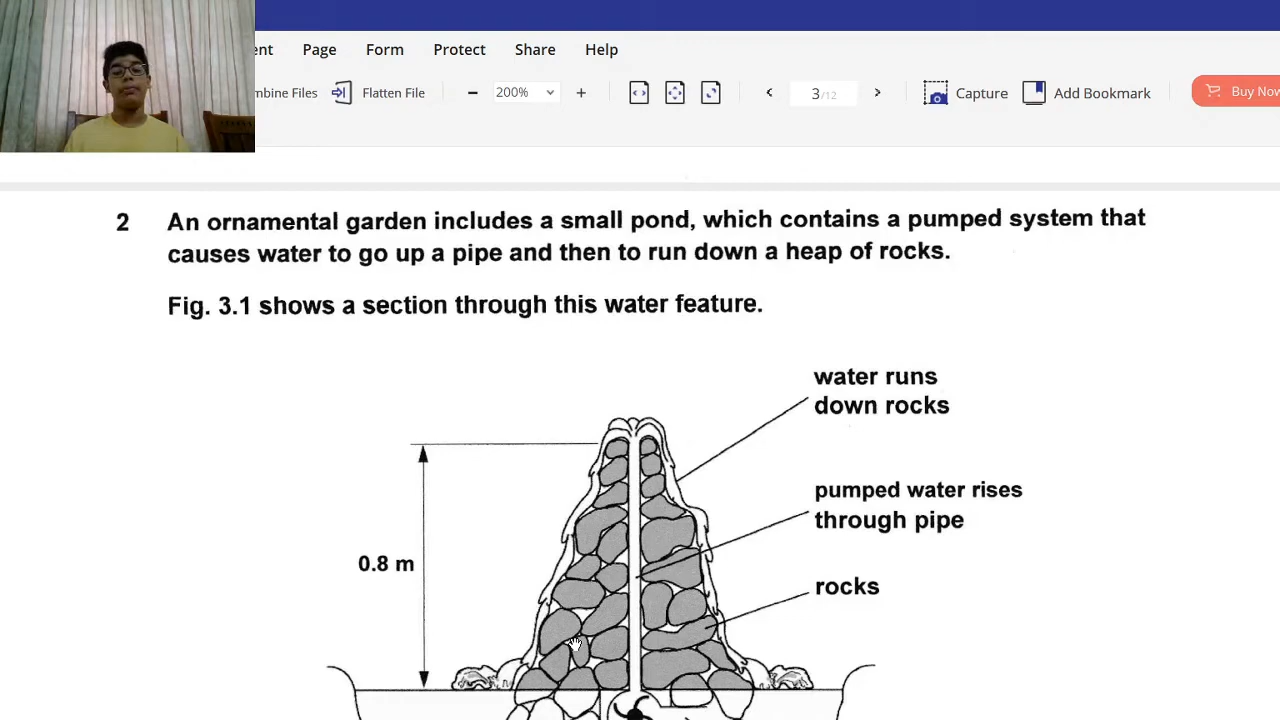 ent Page Form Protect Share Help
mbine Files Flatten File 200% 3/12 Capture Add Bookmark Buy Now
2 An ornamental garden includes a small pond, which contains a pumped system that
causes water to go up a pipe and then to run down a heap of rocks.
Fig. 3.1 shows a section through this water feature.
water runs
down rocks
pumped water rises
through pipe
0.8 m
rocks